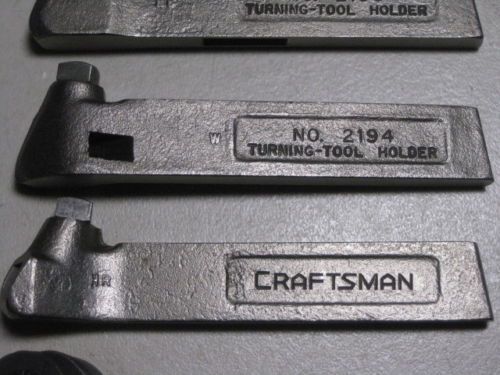 TURNING-TOOL HOLDER
W
NO. 2194
TURNING-TOOL HOLDER
HR
CRAFTSMAN